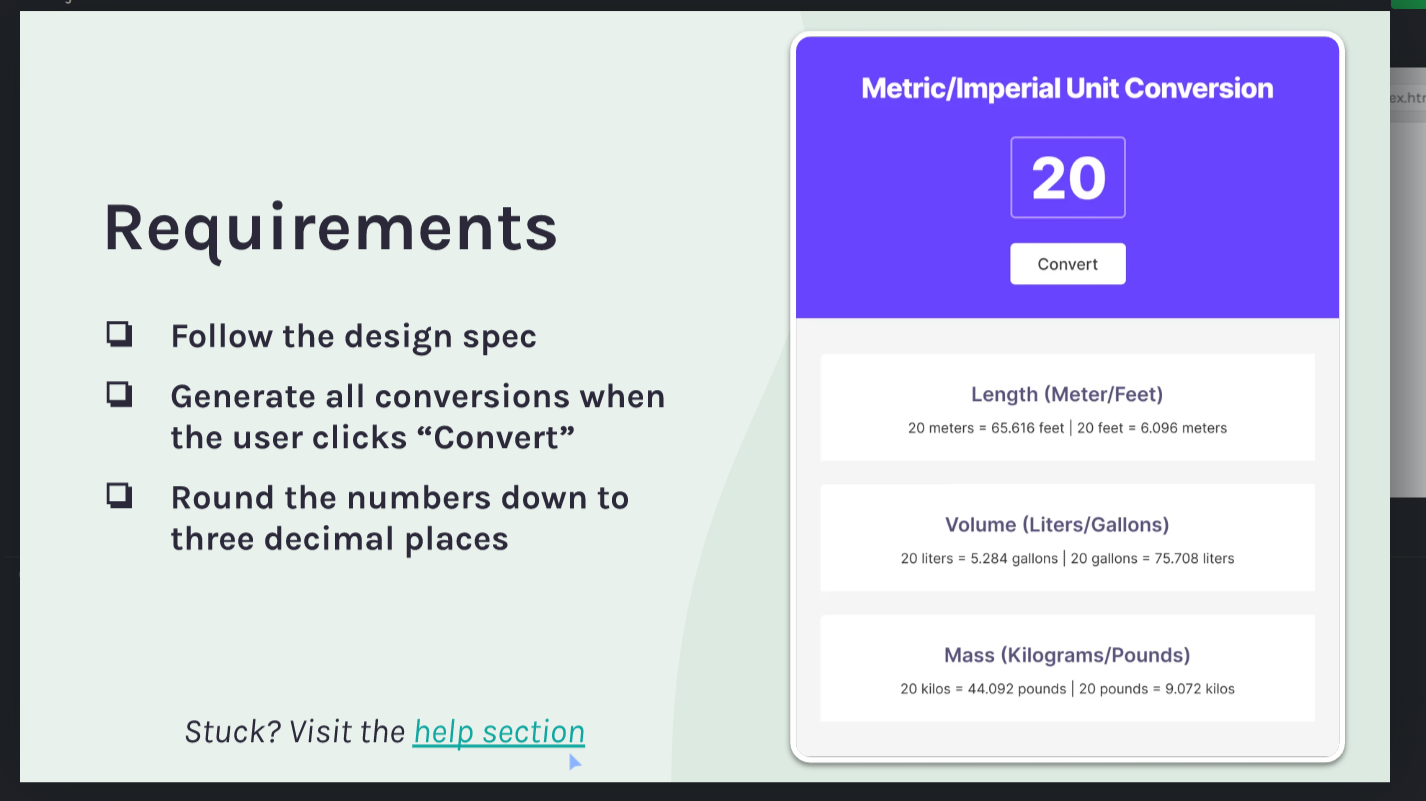 Requirements
Follow the design spec
Generate all conversions when
the user clicks “Convert”
Round the numbers down to
three decimal places
Stuck? Visit the help section
Metric/Imperial Unit Conversion
20
Convert
Length (Meter/Feet)
20 meters = 65.616 feet | 20 feet = 6.096 meters
Volume (Liters/Gallons)
20 liters = 5.284 gallons | 20 gallons = 75.708 liters
Mass (Kilograms/Pounds)
20 kilos = 44.092 pounds | 20 pounds = 9.072 kilos